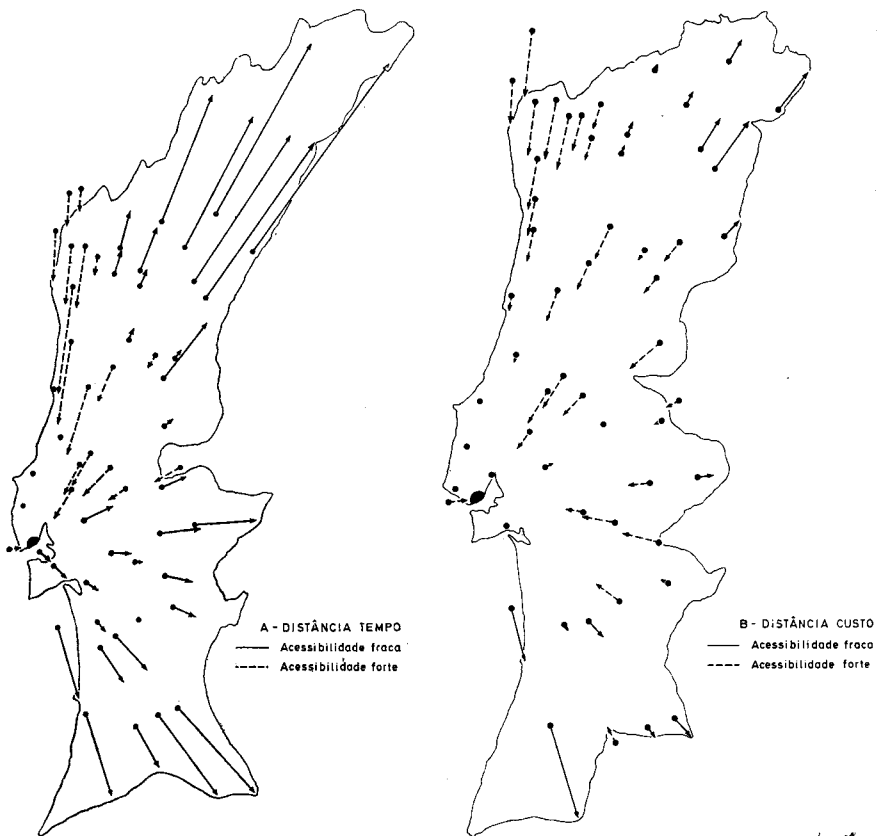 A - DISTÂNCIA TEMPO
Acessibilidade fraca
Acessibilidade forte
B - DISTÂNCIA CUSTO
Acessibilidade fraca
Acessibilidade forte